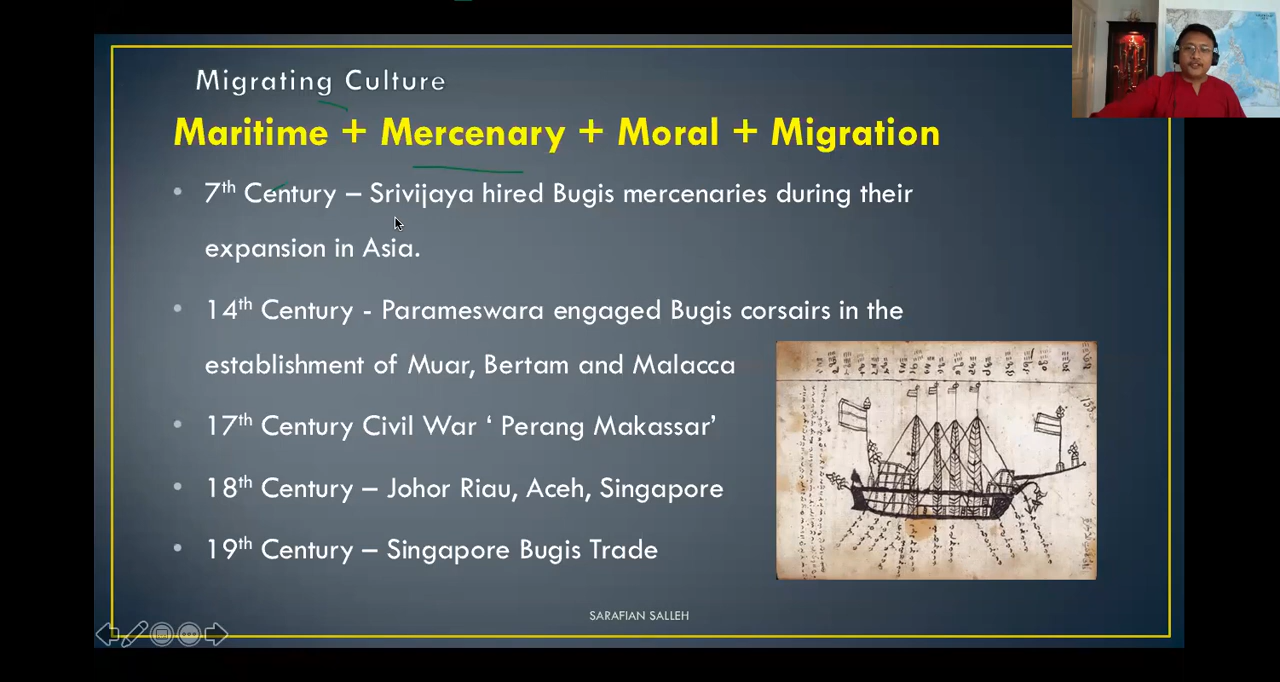 Migrating Culture
Maritime + Mercenary + Moral + Migration
• 7th Century – Srivijaya hired Bugis mercenaries during their
expansion in Asia.
• 14th Century - Parameswara engaged Bugis corsairs in the
establishment of Muar, Bertam and Malacca
• 17th Century Civil War ‘ Perang Makassar’
• 18th Century – Johor Riau, Aceh, Singapore
• 19th Century – Singapore Bugis Trade
SARAFIAN SALLEH